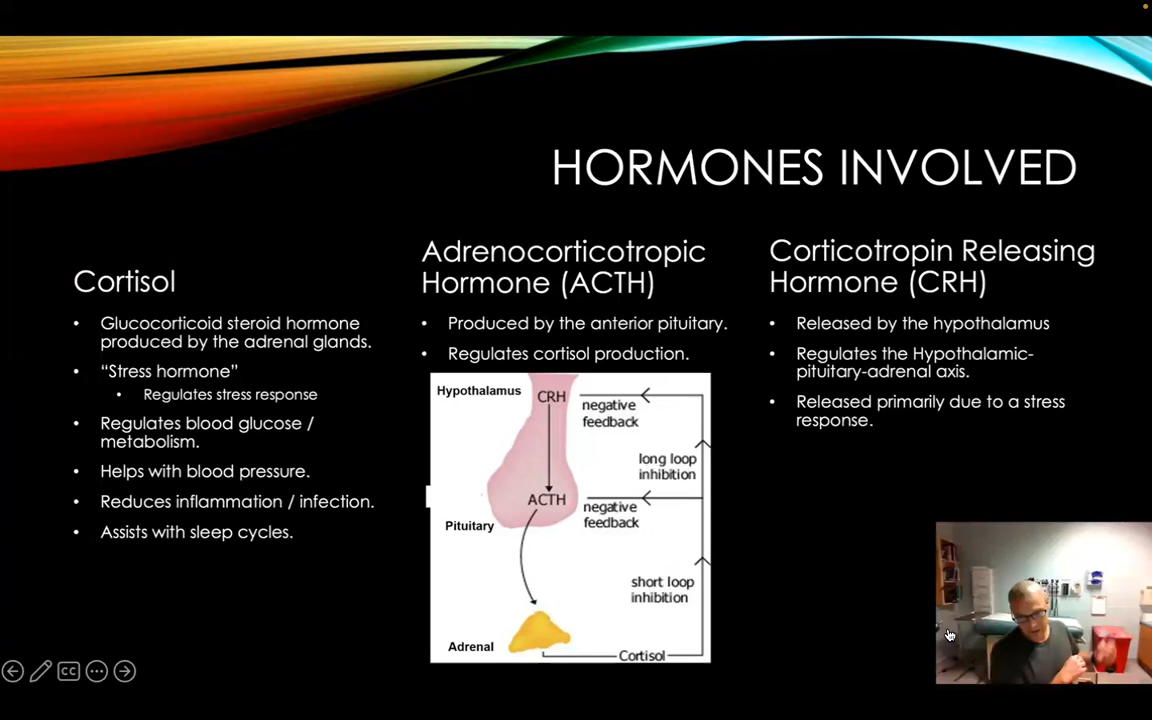 HORMONES INVOLVED
Cortisol
• Glucocorticoid steroid hormone
produced by the adrenal glands.
• “Stress hormone”
• Regulates stress response
• Regulates blood glucose /
metabolism.
• Helps with blood pressure.
• Reduces inflammation / infection.
• Assists with sleep cycles.
Adrenocorticotropic
Hormone (ACTH)
• Produced by the anterior pituitary.
• Regulates cortisol production.
Hypothalamus
CRH
negative
feedback
long loop
inhibition
ACTH
negative
feedback
Pituitary
short loop
inhibition
Adrenal
Cortisol
Corticotropin Releasing
Hormone (CRH)
• Released by the hypothalamus
• Regulates the Hypothalamic-
pituitary-adrenal axis.
• Released primarily due to a stress
response.
CC